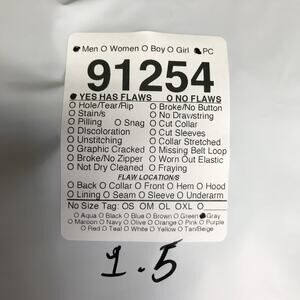 ● Men O Women O Boy O Girl ● PC
91254
● YES HAS FLAWS O NO FLAWS
O Hole/Tear/Rip O Broke/No Button
O Stain/s O No Drawstring
O Pilling O Snag O Cut Collar
O Discoloration O Cut Sleeves
O Unstitching O Collar Stretched
O Graphic Cracked O Missing Belt Loop
O Broke/No Zipper O Worn Out Elastic
O Not Dry Cleaned O Fraying
FLAW LOCATION/S
O Back O Collar O Front O Hem O Hood
O Lining O Seam O Sleeve O Underarm
No Size Tag: OS OM OL OXL O
O Aqua O Black O Blue O Brown O Green ● Gray
O Maroon O Navy O Olive O Orange O Pink O Purple
O Red O Teal O White O Yellow O Tan/Beige
1.5